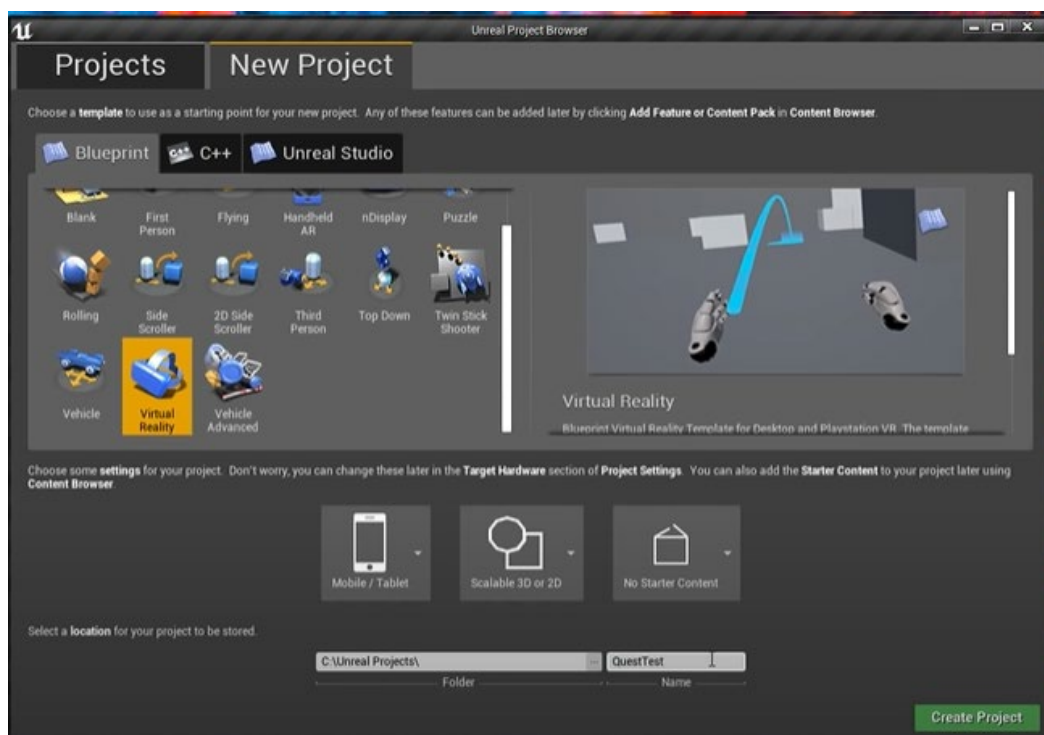 Unreal Project Browser
Projects
New Project
Choose a template to use as a starting point for your new project. Any of these features can be added later by clicking Add Feature or Content Pack in Content Browser.
Blueprint
C++
Unreal Studio
Blank
First Person
Flying
Handheld AR
nDisplay
Puzzle
Rolling
Side Scroller
2D Side Scroller
Third Person
Top Down
Twin Stick Shooter
Vehicle
Virtual Reality
Vehicle Advanced
Virtual Reality
Blueprint Virtual Reality Template for Desktop and Playstation VR. The template
Choose some settings for your project. Don't worry, you can change these later in the Target Hardware section of Project Settings. You can also add the Starter Content to your project later using
Content Browser.
Mobile / Tablet
Scalable 3D or 2D
No Starter Content
Select a location for your project to be stored.
C:\Unreal Projects\
...
QuestTest
Folder
Name
Create Project